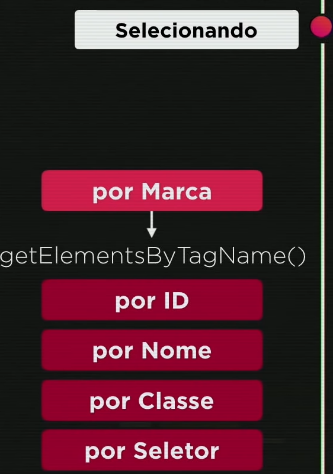 Selecionando
por Marca
getElementsByTagName()
por ID
por Nome
por Classe
por Seletor